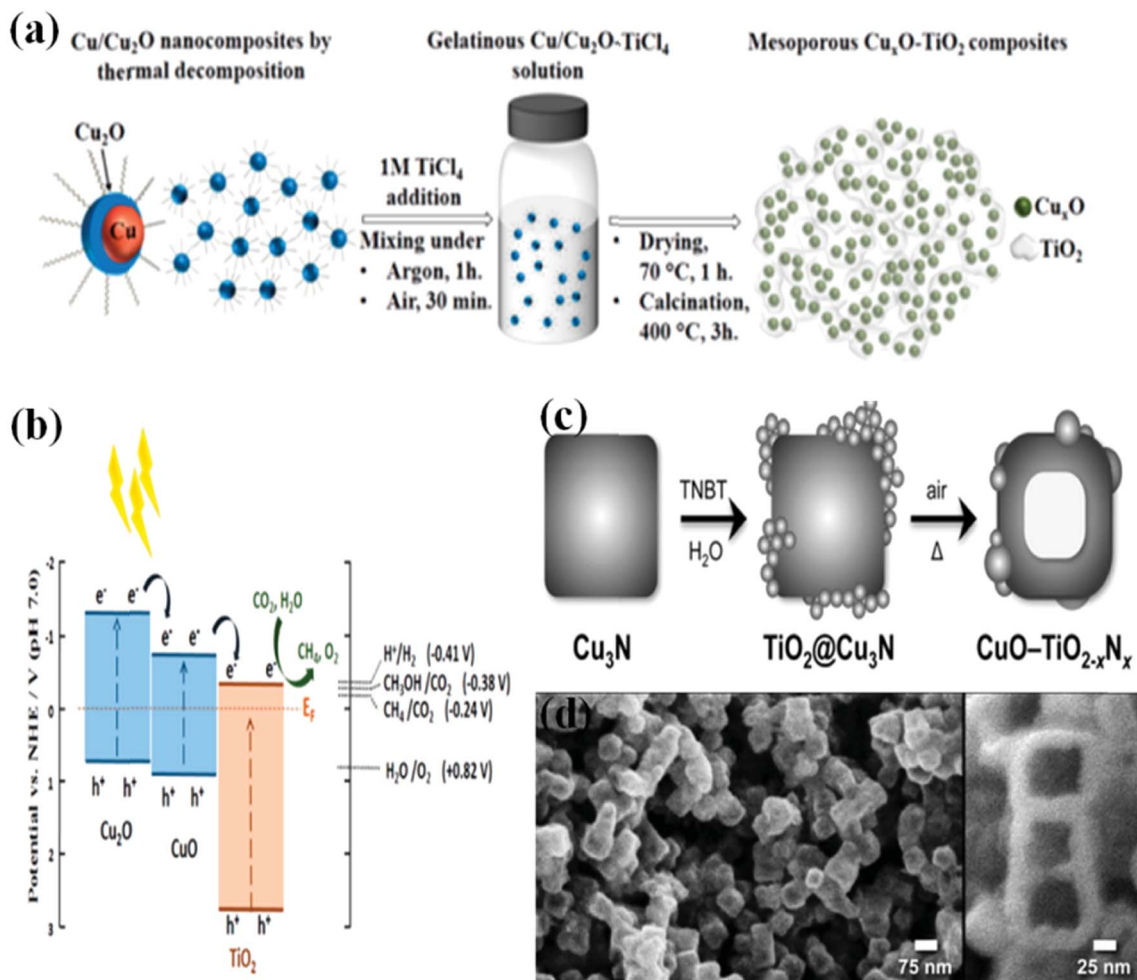 (a)
Cu/Cu₂O nanocomposites by
thermal decomposition
Gelatinous Cu/Cu₂O-TiCl₄
solution
Mesoporous CuₓO-TiO₂ composites
Cu₂O
Cu
1M TiCl₄
addition
Mixing under
• Argon, 1h.
• Air, 30 min.
• Drying,
70 °C, 1 h.
• Calcination,
400 °C, 3h.
CuₓO
TiO₂
(b)
Potential vs. NHE / V (pH 7.0)
-2
-1
0
1
2
3
e⁻ e⁻
e⁻ e⁻
e⁻ e⁻
CO₂, H₂O
CH₄, O₂
E_F
H⁺/H₂ (-0.41 V)
CH₃OH/CO₂ (-0.38 V)
CH₄/CO₂ (-0.24 V)
H₂O/O₂ (+0.82 V)
h⁺ h⁺
h⁺ h⁺
h⁺ h⁺
Cu₂O
CuO
TiO₂
(c)
TNBT
H₂O
air
Δ
Cu₃N
TiO₂@Cu₃N
CuO–TiO₂₋ₓNₓ
(d)
75 nm
25 nm